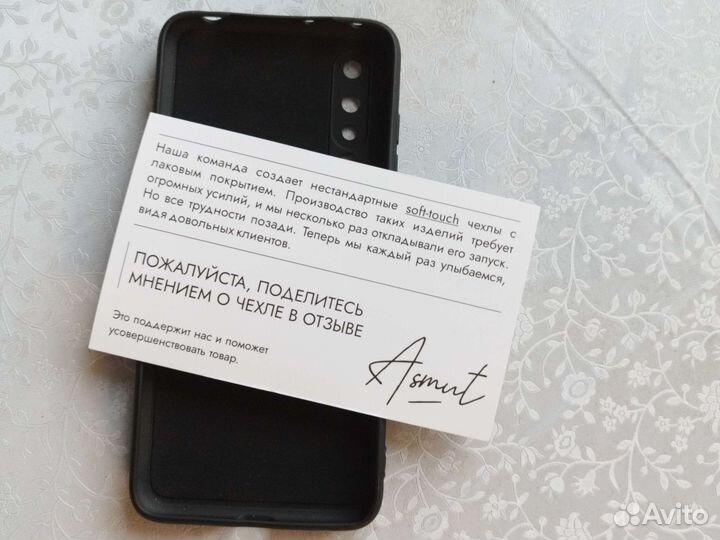 Наша команда создает нестандартные soft-touch чехлы с
лаковым покрытием. Производство таких изделий требует
огромных усилий, и мы несколько раз откладывали его запуск.
Но все трудности позади. Теперь мы каждый раз улыбаемся,
видя довольных клиентов.
ПОЖАЛУЙСТА, ПОДЕЛИТЕСЬ
МНЕНИЕМ О ЧЕХЛЕ В ОТЗЫВЕ
Это поддержит нас и поможет
усовершенствовать товар.
Asmut
Avito